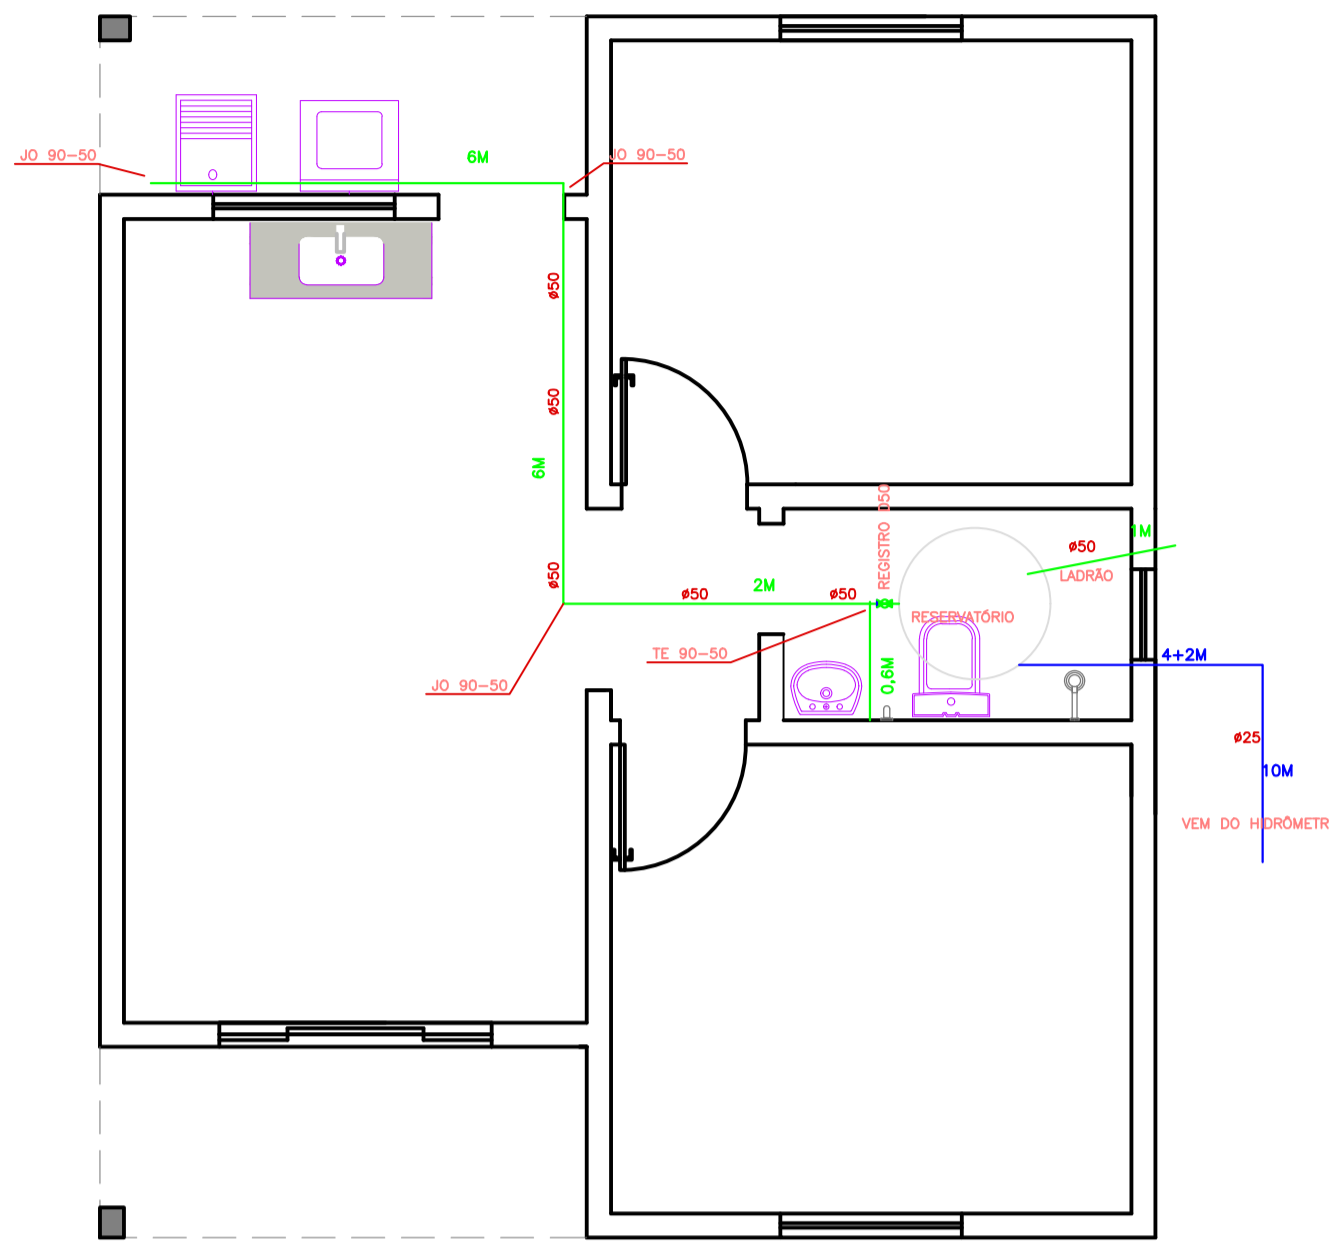 JO 90-50
6M
JO 90-50
ø50
ø50
6M
ø50
REGISTRO D50
1M
ø50
LADRÃO
2M
ø50
ø50
RESERVATÓRIO
TE 90-50
4+2M
0,6M
JO 90-50
ø25
10M
VEM DO HIDRÔMETR